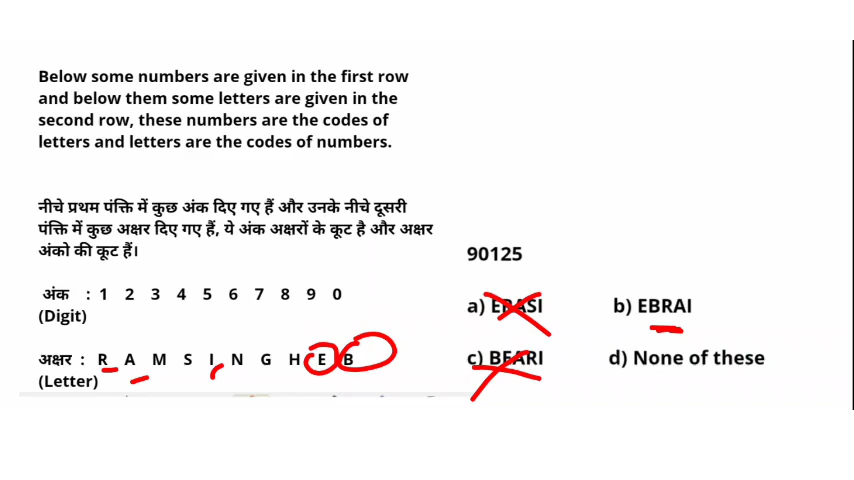 Below some numbers are given in the first row
and below them some letters are given in the
second row, these numbers are the codes of
letters and letters are the codes of numbers.
नीचे प्रथम पंक्ति में कुछ अंक दिए गए हैं और उनके नीचे दूसरी
पंक्ति में कुछ अक्षर दिए गए हैं, ये अंक अक्षरों के कूट है और अक्षर
अंको की कूट हैं।
अंक : 1 2 3 4 5 6 7 8 9 0
(Digit)
अक्षर : R A M S I N G H E B
(Letter)
90125
a) EBASI b) EBRAI
c) BEARI d) None of these